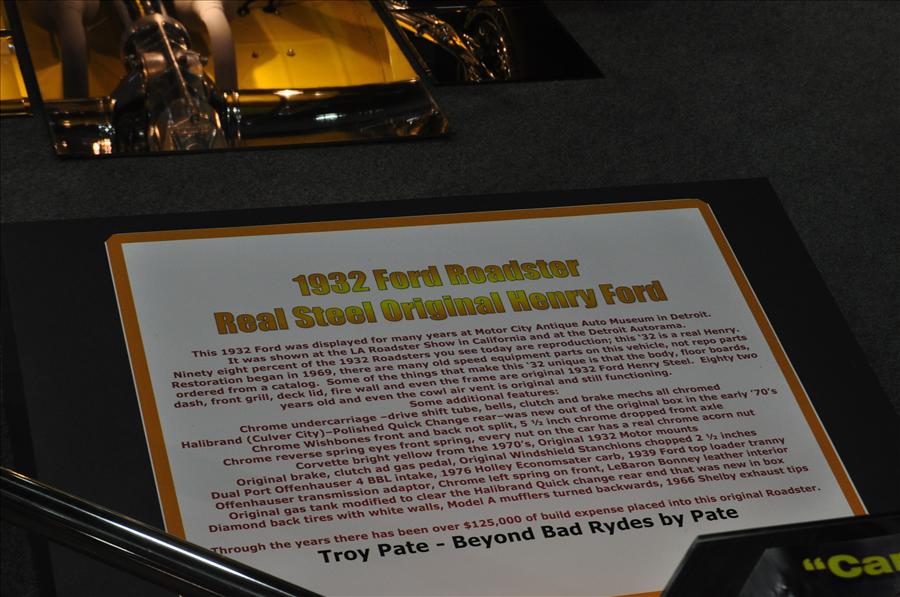 1932 Ford Roadster
Real Steel Original Henry Ford
This 1932 Ford was displayed for many years at Motor City Antique Auto Museum in Detroit.
It was shown at the LA Roadster Show in California and at the Detroit Autorama.
Ninety eight percent of the 1932 Roadsters you see today are reproduction; this '32 is a real Henry.
Restoration began in 1969, there are many old speed equipment parts on this vehicle, not repo parts
ordered from a catalog. Some of the things that make this '32 unique is that the body, floor pards,
dash, front grill, deck lid, fire wall and even the frame are original 1932 Ford Henry Steel. Eighty two
years old and even the cowl air vent is original and still functioning.
Some additional features:
Chrome undercarriage –drive shift tube, bells, clutch and brake mechs all chromed
Halibrand (Culver City)–Polished Quick Change rear–was new out of the original box in the early '70's
Chrome Wishbones front and back not split, 5 ½ inch chrome dropped front axle
Chrome reverse spring eyes front spring, every nut on the car has a real chrome acorn nut
Corvette bright yellow from the 1970's, Original 1932 Motor mounts
Original brake, clutch ad gas pedal, Original Windshield Stanchions chopped 2 ½ inches
Dual Port Offenhauser 4 BBL intake, 1976 Holley Economsater carb, 1939 Ford top loader tranny
Offenhauser transmission adaptor, Chrome left spring on front, LeBaron Bonney leather interior
Original gas tank modified to clear the Halibrand Quick change rear end that was new in box
Diamond back tires with white walls, Model A mufflers turned backwards, 1966 Shelby exhaust tips
Through the years there has been over $125,000 of build expense placed into this original Roadster.
Troy Pate - Beyond Bad Rydes by Pate